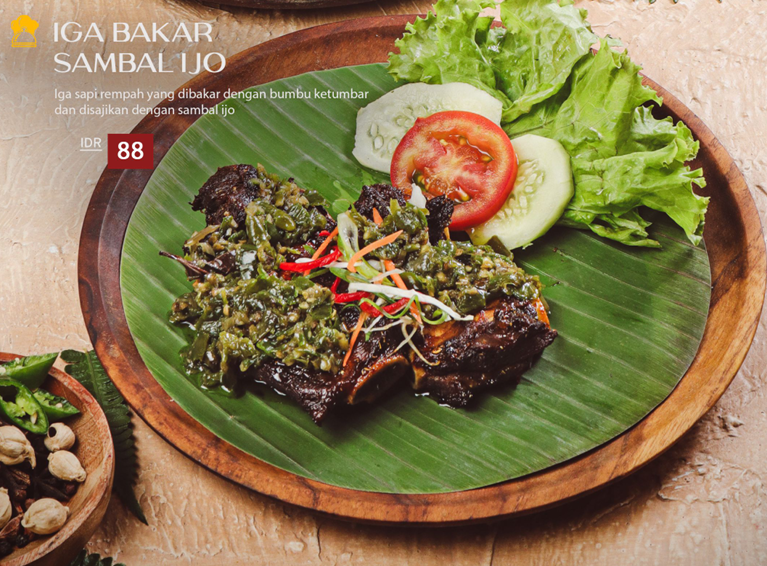 IGA BAKAR
SAMBAL IJO
Iga sapi rempah yang dibakar dengan bumbu ketumbar
dan disajikan dengan sambal ijo
IDR 88